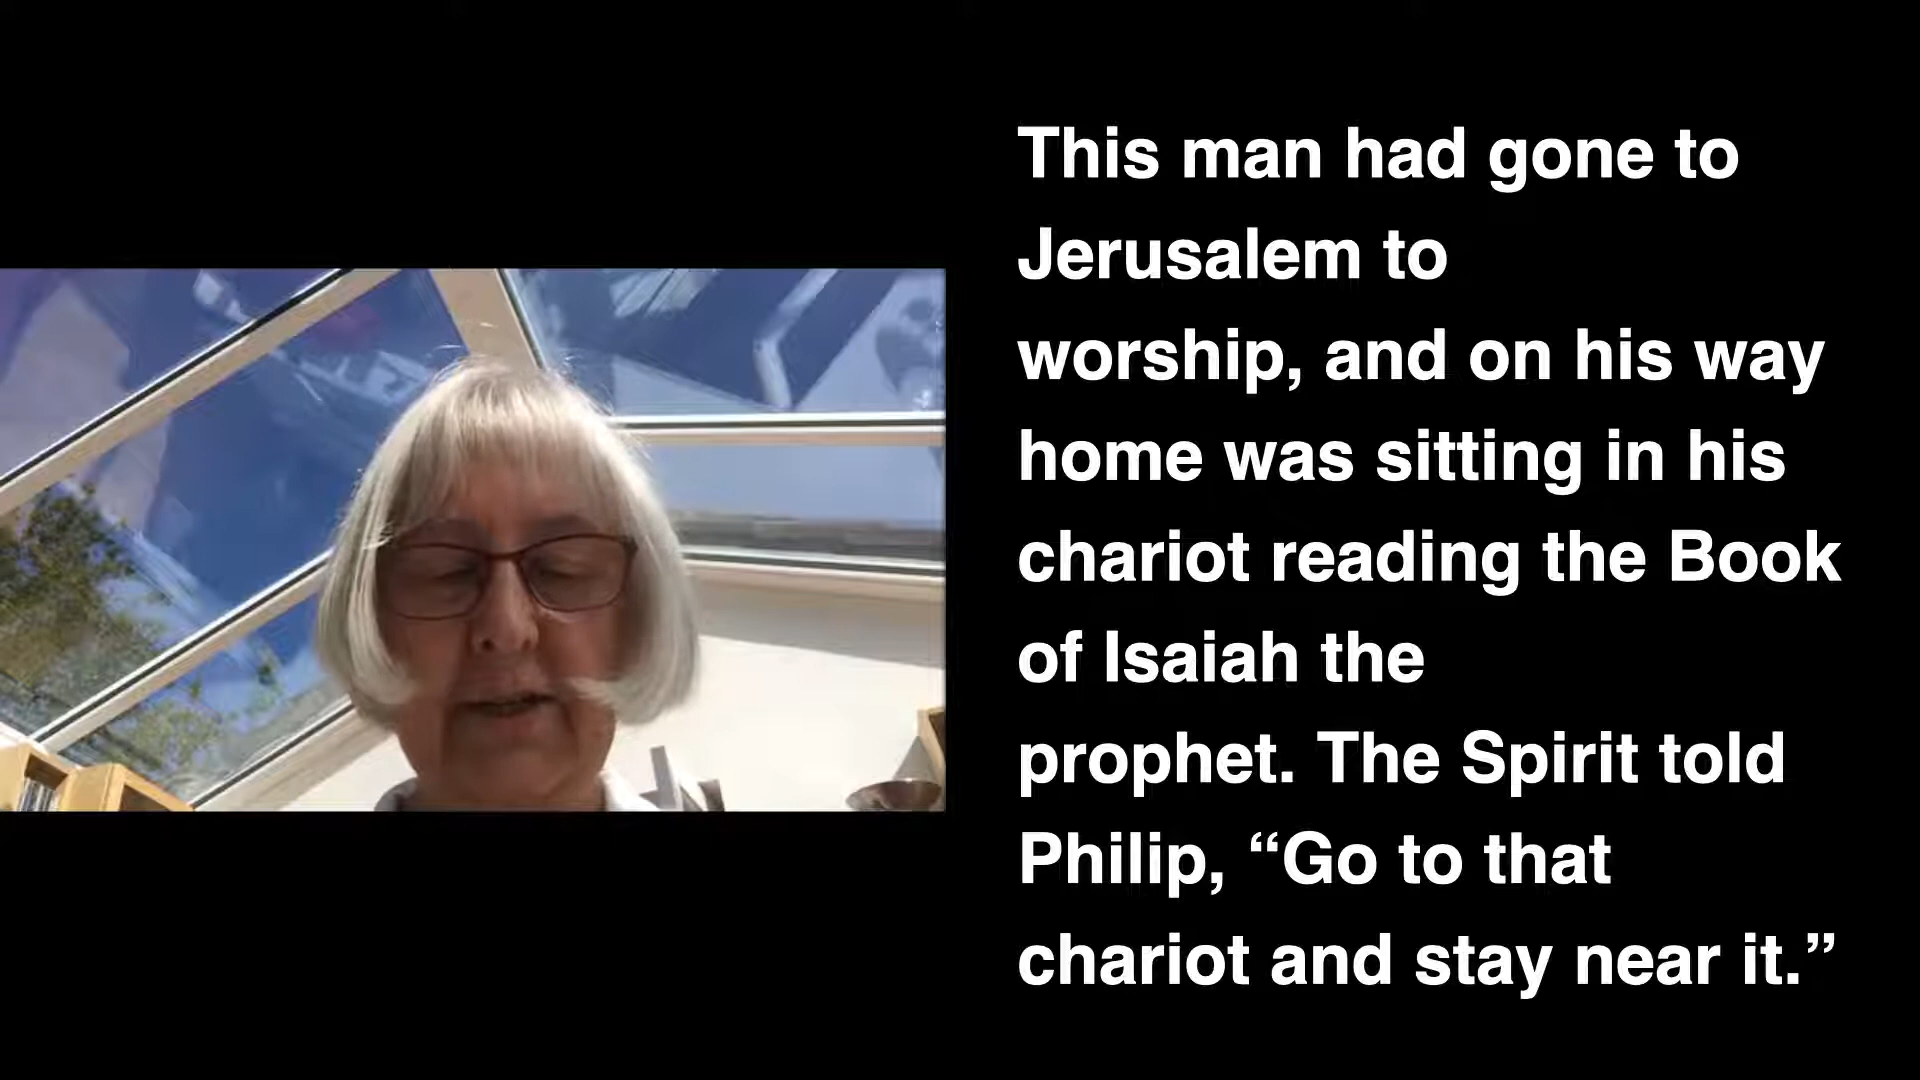 This man had gone to
Jerusalem to
worship, and on his way
home was sitting in his
chariot reading the Book
of Isaiah the
prophet. The Spirit told
Philip, “Go to that
chariot and stay near it.”